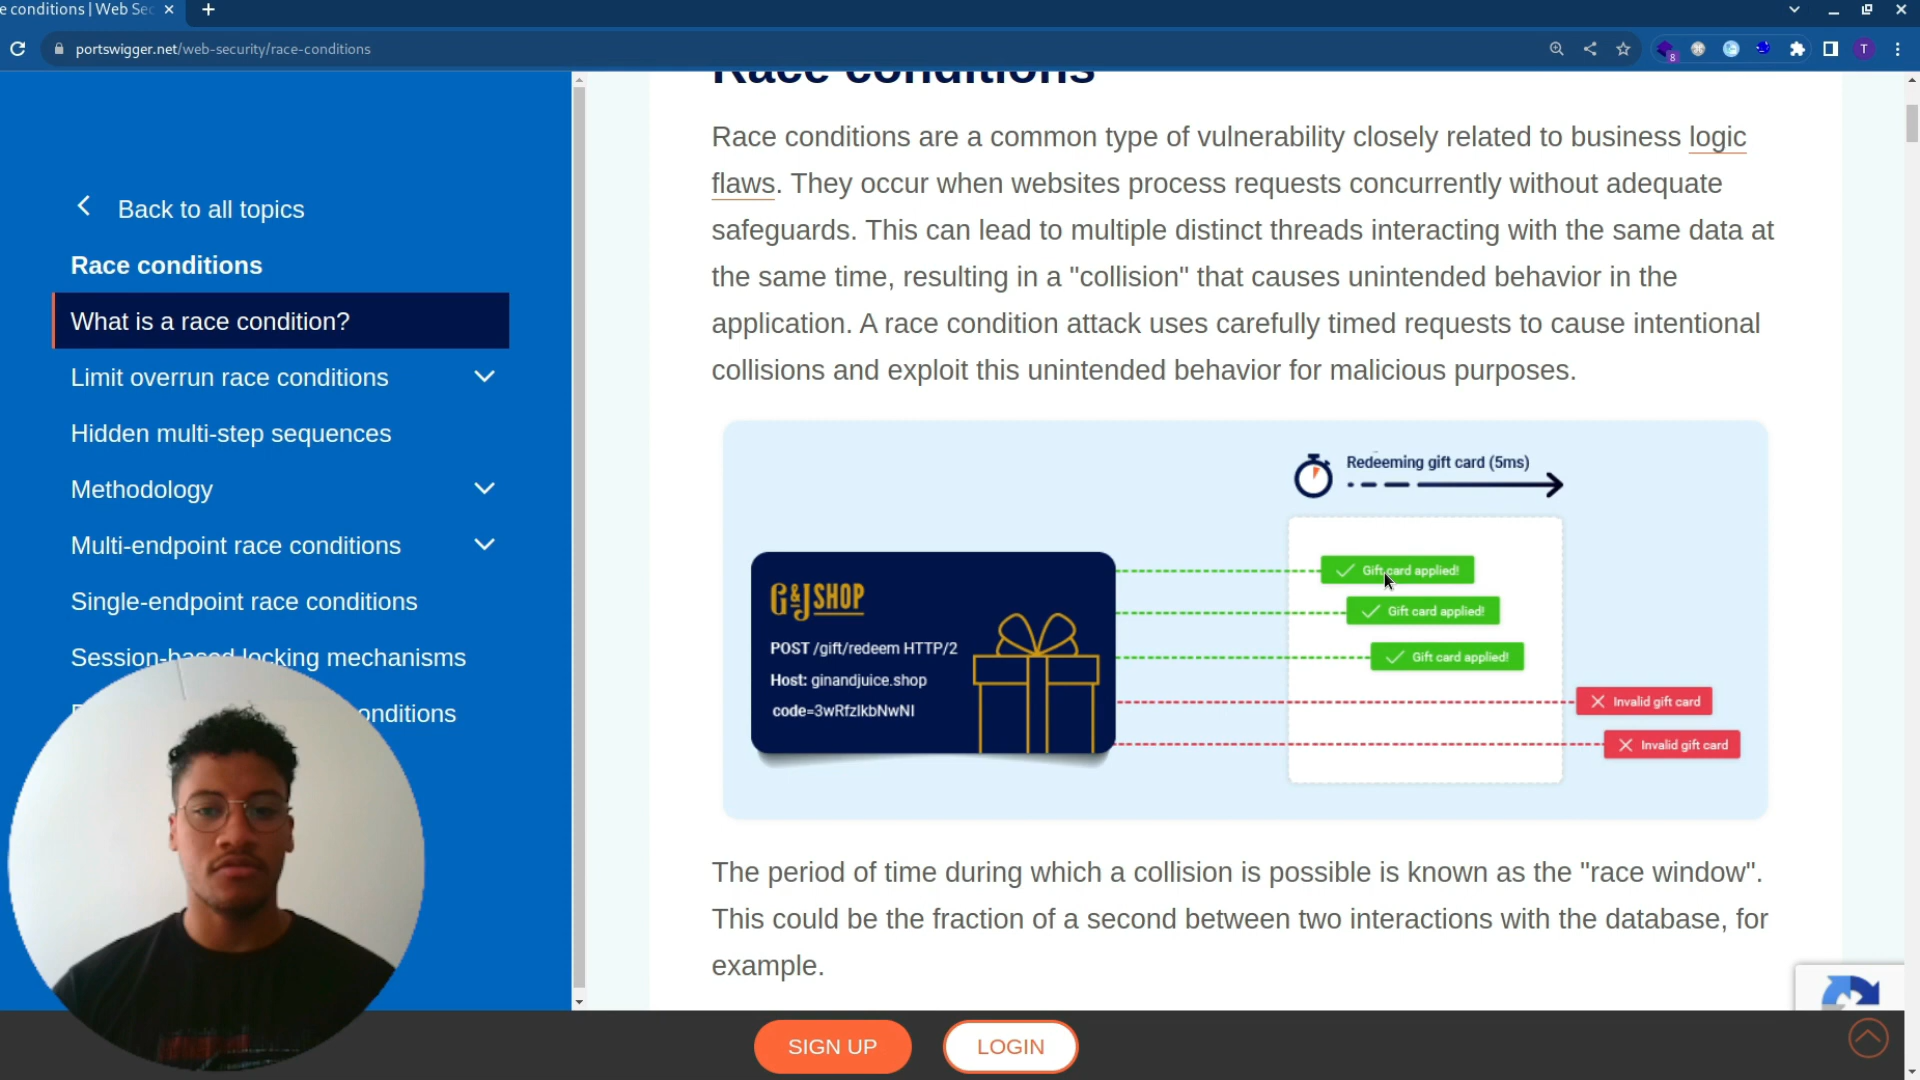 e conditions | Web Sec
portswigger.net/web-security/race-conditions
8
T
Back to all topics
Race conditions
What is a race condition?
Limit overrun race conditions
Hidden multi-step sequences
Methodology
Multi-endpoint race conditions
Single-endpoint race conditions
Session-based locking mechanisms
onditions
Race conditions
Race conditions are a common type of vulnerability closely related to business logic
flaws. They occur when websites process requests concurrently without adequate
safeguards. This can lead to multiple distinct threads interacting with the same data at
the same time, resulting in a "collision" that causes unintended behavior in the
application. A race condition attack uses carefully timed requests to cause intentional
collisions and exploit this unintended behavior for malicious purposes.
Redeeming gift card (5ms)
G&J SHOP
POST /gift/redeem HTTP/2
Host: ginandjuice.shop
code=3wRfzIkbNwNI
Gift card applied!
Gift card applied!
Gift card applied!
Invalid gift card
Invalid gift card
The period of time during which a collision is possible is known as the "race window".
This could be the fraction of a second between two interactions with the database, for
example.
SIGN UP
LOGIN